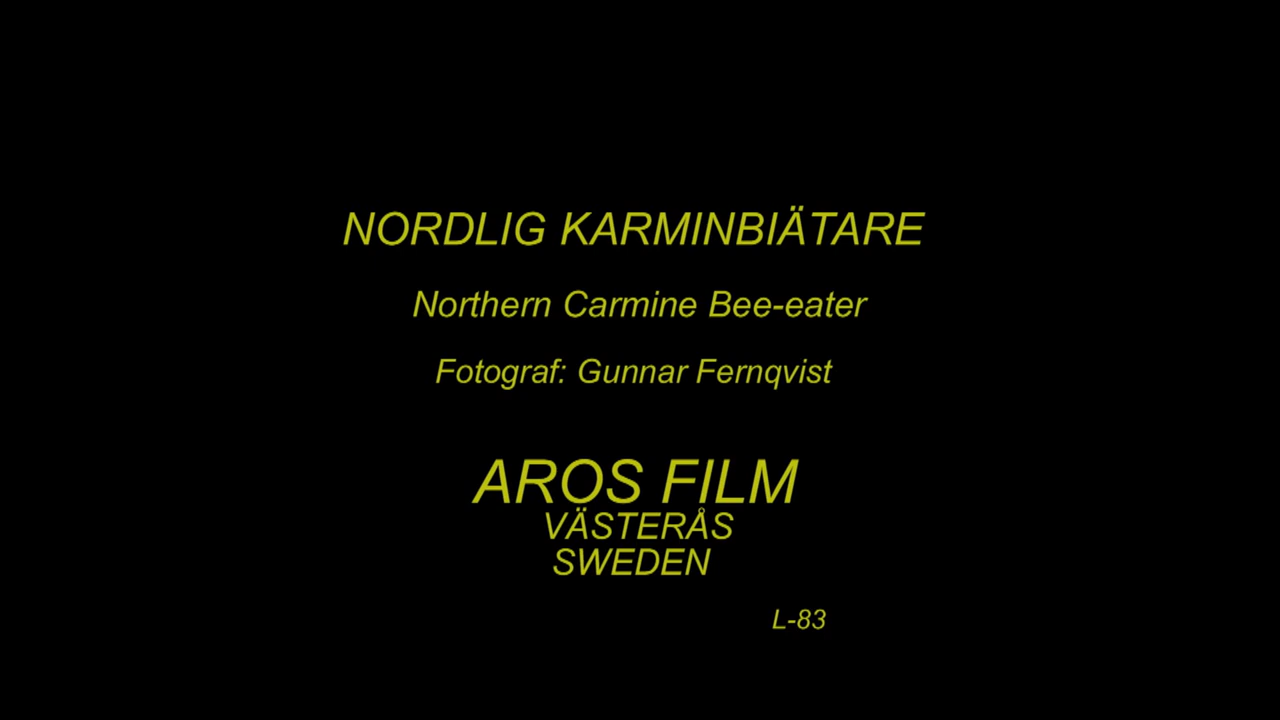 NORDLIG KARMINBIÄTARE
Northern Carmine Bee-eater
Fotograf: Gunnar Fernqvist
AROS FILM
VÄSTERÅS
SWEDEN
L-83